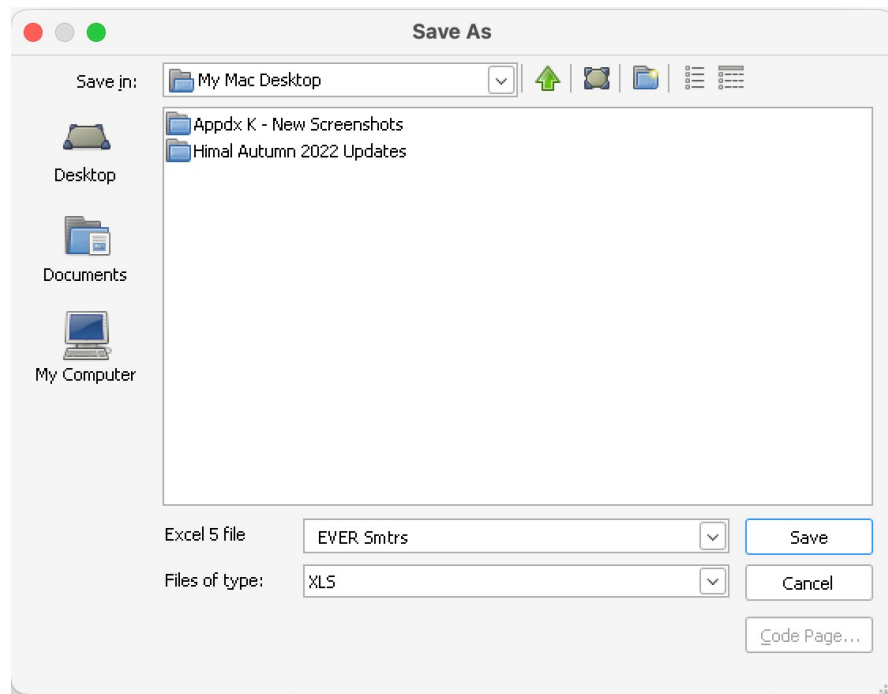 Save As
Save in:
My Mac Desktop
Appdx K - New Screenshots
Himal Autumn 2022 Updates
Desktop
Documents
My Computer
Excel 5 file
EVER Smtrs
Save
Files of type:
XLS
Cancel
Code Page...